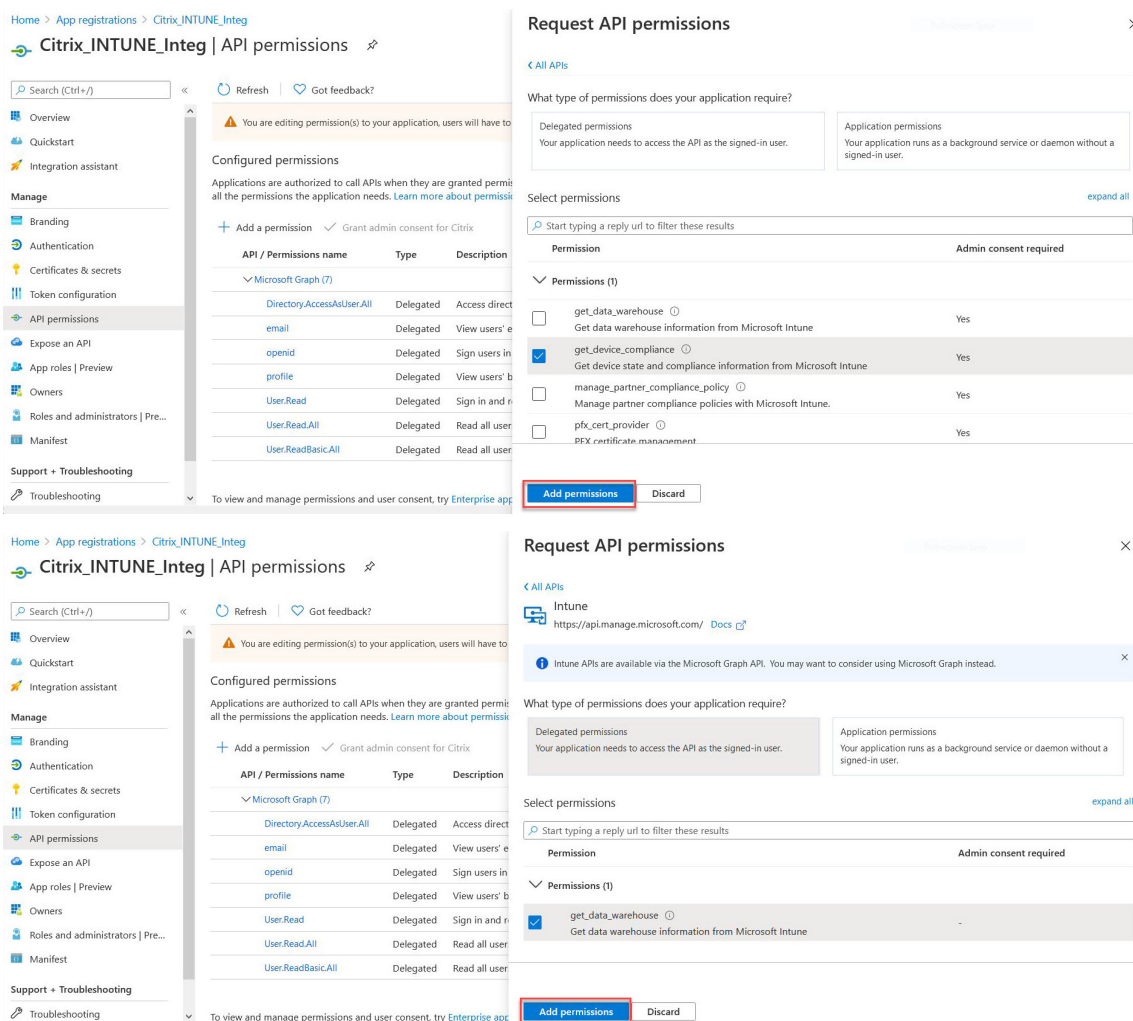 Home > App registrations > Citrix_INTUNE_Integ
Citrix_INTUNE_Integ | API permissions
Search (Ctrl+/)
Overview
Quickstart
Integration assistant
Manage
Branding
Authentication
Certificates & secrets
Token configuration
API permissions
Expose an API
App roles | Preview
Owners
Roles and administrators | Pre...
Manifest
Support + Troubleshooting
Troubleshooting
Refresh Got feedback?
You are editing permission(s) to your application, users will have to
Configured permissions
Applications are authorized to call APIs when they are granted permis
all the permissions the application needs. Learn more about permissio
Add a permission Grant admin consent for Citrix
API / Permissions name Type Description
Microsoft Graph (7)
Directory.AccessAsUser.All Delegated Access direct
email Delegated View users' e
openid Delegated Sign users in
profile Delegated View users' b
User.Read Delegated Sign in and r
User.Read.All Delegated Read all user
User.ReadBasic.All Delegated Read all user
To view and manage permissions and user consent, try Enterprise app
Request API permissions
All APIs
What type of permissions does your application require?
Delegated permissions
Your application needs to access the API as the signed-in user.
Application permissions
Your application runs as a background service or daemon without a
signed-in user.
Select permissions expand all
Start typing a reply url to filter these results
Permission Admin consent required
Permissions (1)
get_data_warehouse
Get data warehouse information from Microsoft Intune
Yes
get_device_compliance
Get device state and compliance information from Microsoft Intune
Yes
manage_partner_compliance_policy
Manage partner compliance policies with Microsoft Intune.
Yes
pfx_cert_provider
PFX certificate management
Yes
Add permissions Discard
Home > App registrations > Citrix_INTUNE_Integ
Citrix_INTUNE_Integ | API permissions
Search (Ctrl+/)
Overview
Quickstart
Integration assistant
Manage
Branding
Authentication
Certificates & secrets
Token configuration
API permissions
Expose an API
App roles | Preview
Owners
Roles and administrators | Pre...
Manifest
Support + Troubleshooting
Troubleshooting
Refresh Got feedback?
You are editing permission(s) to your application, users will have to
Configured permissions
Applications are authorized to call APIs when they are granted permis
all the permissions the application needs. Learn more about permissio
Add a permission Grant admin consent for Citrix
API / Permissions name Type Description
Microsoft Graph (7)
Directory.AccessAsUser.All Delegated Access direct
email Delegated View users' e
openid Delegated Sign users in
profile Delegated View users' b
User.Read Delegated Sign in and r
User.Read.All Delegated Read all user
User.ReadBasic.All Delegated Read all user
To view and manage permissions and user consent, try Enterprise app
Request API permissions
All APIs
Intune
https://api.manage.microsoft.com/ Docs
Intune APIs are available via the Microsoft Graph API. You may want to consider using Microsoft Graph instead.
What type of permissions does your application require?
Delegated permissions
Your application needs to access the API as the signed-in user.
Application permissions
Your application runs as a background service or daemon without a
signed-in user.
Select permissions expand all
Start typing a reply url to filter these results
Permission Admin consent required
Permissions (1)
get_data_warehouse
Get data warehouse information from Microsoft Intune
-
Add permissions Discard